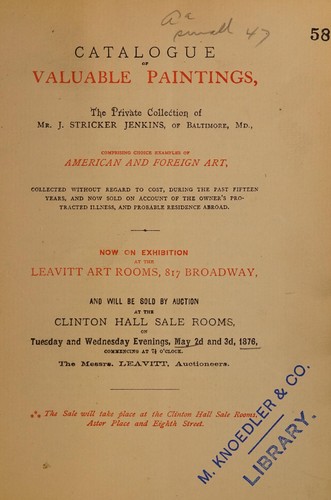 Aa
small 47
58
CATALOGUE
OF
VALUABLE PAINTINGS,
The Private Collection of
MR. J. STRICKER JENKINS, OF BALTIMORE, MD.,
COMPRISING CHOICE EXAMPLES OF
AMERICAN AND FOREIGN ART,
COLLECTED WITHOUT REGARD TO COST, DURING THE PAST FIFTEEN
YEARS, AND NOW SOLD ON ACCOUNT OF THE OWNER'S PRO-
TRACTED ILLNESS, AND PROBABLE RESIDENCE ABROAD.
NOW ON EXHIBITION
AT THE
LEAVITT ART ROOMS, 817 BROADWAY,
AND WILL BE SOLD BY AUCTION
AT THE
CLINTON HALL SALE ROOMS,
ON
Tuesday and Wednesday Evenings, May 2d and 3d, 1876,
COMMENCING AT 7½ O'CLOCK.
The Messrs. LEAVITT, Auctioneers.
*** The Sale will take place at the Clinton Hall Sale Rooms,
Astor Place and Eighth Street.
M. KNOEDLER & CO.
LIBRARY.